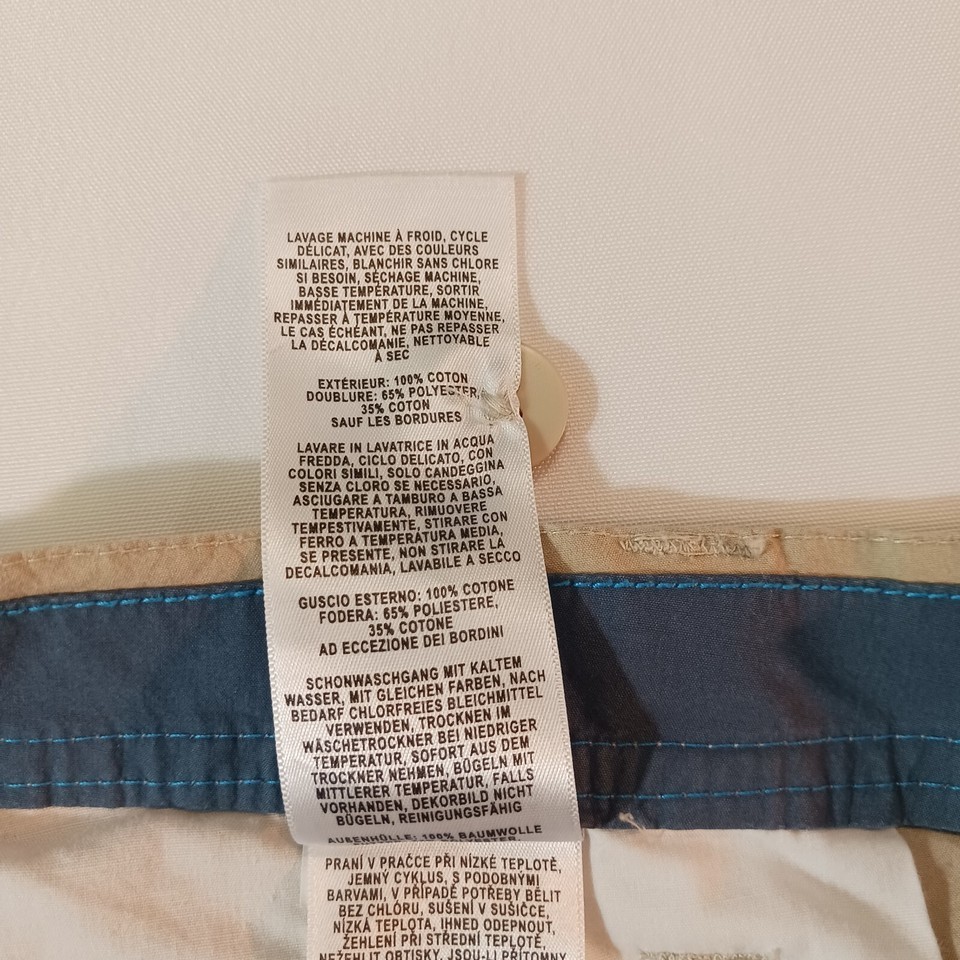 LAVAGE MACHINE À FROID, CYCLE
DÉLICAT, AVEC DES COULEURS
SIMILAIRES, BLANCHIR SANS CHLORE
SI BESOIN, SÉCHAGE MACHINE,
BASSE TEMPÉRATURE, SORTIR
IMMÉDIATEMENT DE LA MACHINE,
REPASSER À TEMPÉRATURE MOYENNE,
LE CAS ÉCHÉANT, NE PAS REPASSER
LA DÉCALCOMANIE, NETTOYABLE
À SEC
EXTÉRIEUR: 100% COTON
DOUBLURE: 65% POLYESTER,
35% COTON
SAUF LES BORDURES
LAVARE IN LAVATRICE IN ACQUA
FREDDA, CICLO DELICATO, CON
COLORI SIMILI, SOLO CANDEGGINA
SENZA CLORO SE NECESSARIO,
ASCIUGARE A TAMBURO A BASSA
TEMPERATURA, RIMUOVERE
TEMPESTIVAMENTE, STIRARE CON
FERRO A TEMPERATURA MEDIA,
SE PRESENTE, NON STIRARE LA
DECALCOMANIA, LAVABILE A SECCO
GUSCIO ESTERNO: 100% COTONE
FODERA: 65% POLIESTERE,
35% COTONE
AD ECCEZIONE DEI BORDINI
SCHONWASCHGANG MIT KALTEM
WASSER, MIT GLEICHEN FARBEN, NACH
BEDARF CHLORFREIES BLEICHMITTEL
VERWENDEN, TROCKNEN IM
WÄSCHETROCKNER BEI NIEDRIGER
TEMPERATUR, SOFORT AUS DEM
TROCKNER NEHMEN, BÜGELN MIT
MITTLERER TEMPERATUR, FALLS
VORHANDEN, DEKORBILD NICHT
BÜGELN, REINIGUNGSFÄHIG
AUßENHÜLLE: 100% BAUMWOLLE
PRANÍ V PRAČCE PŘI NÍZKÉ TEPLOTĚ,
JEMNÝ CYKLUS, S PODOBNÝMI
BARVAMI, V PŘÍPADĚ POTŘEBY BĚLIT
BEZ CHLÓRU, SUŠENÍ V SUŠIČCE,
NÍZKÁ TEPLOTA, IHNED ODEPNOUT,
ŽEHLENÍ PŘI STŘEDNÍ TEPLOTĚ,
NEŽEHLIT OBTISKY, JSOU-LI PŘÍTOMNY